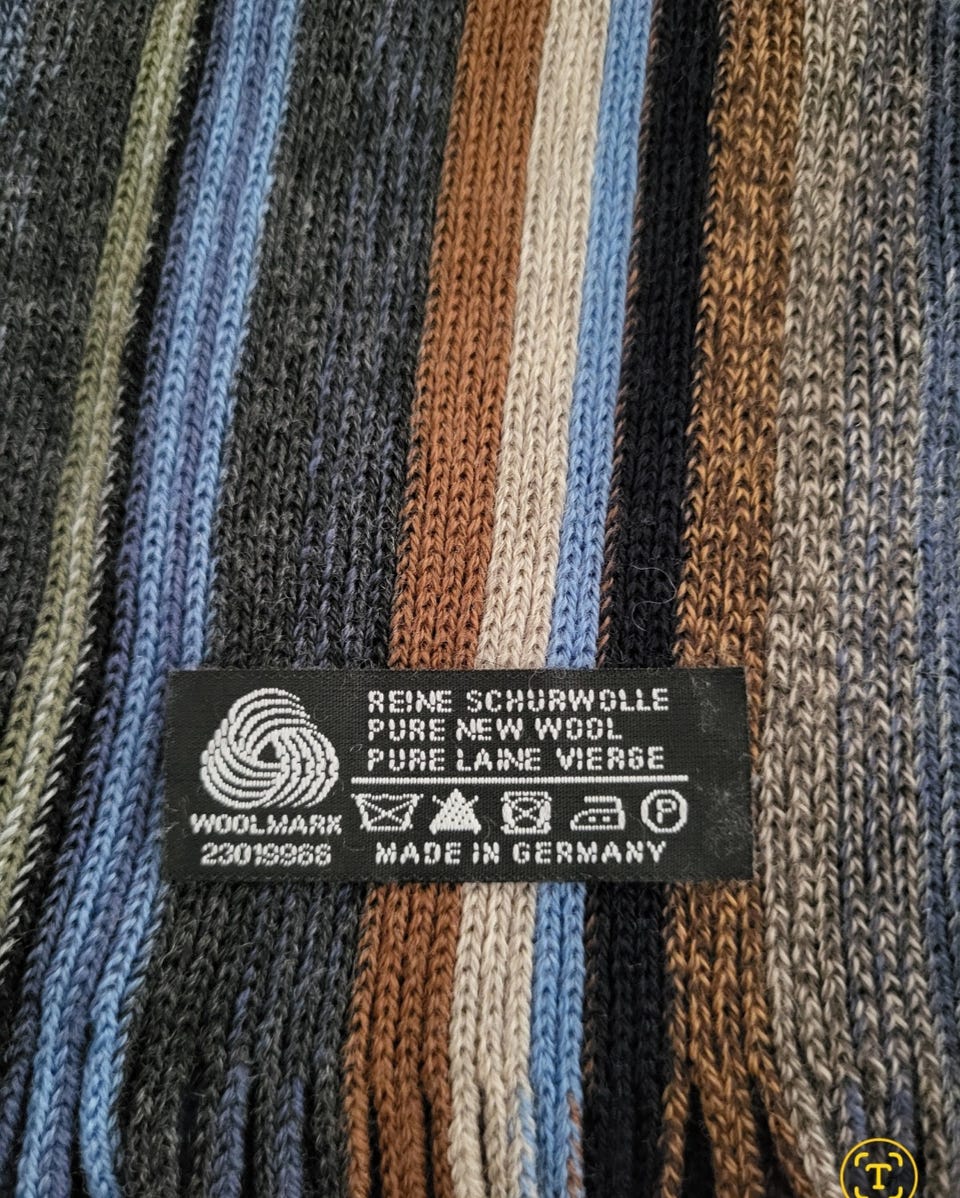 REINE SCHURWOLLE
PURE NEW WOOL
PURE LAINE VIERGE
WOOLMARK
23019966
P
MADE IN GERMANY
T